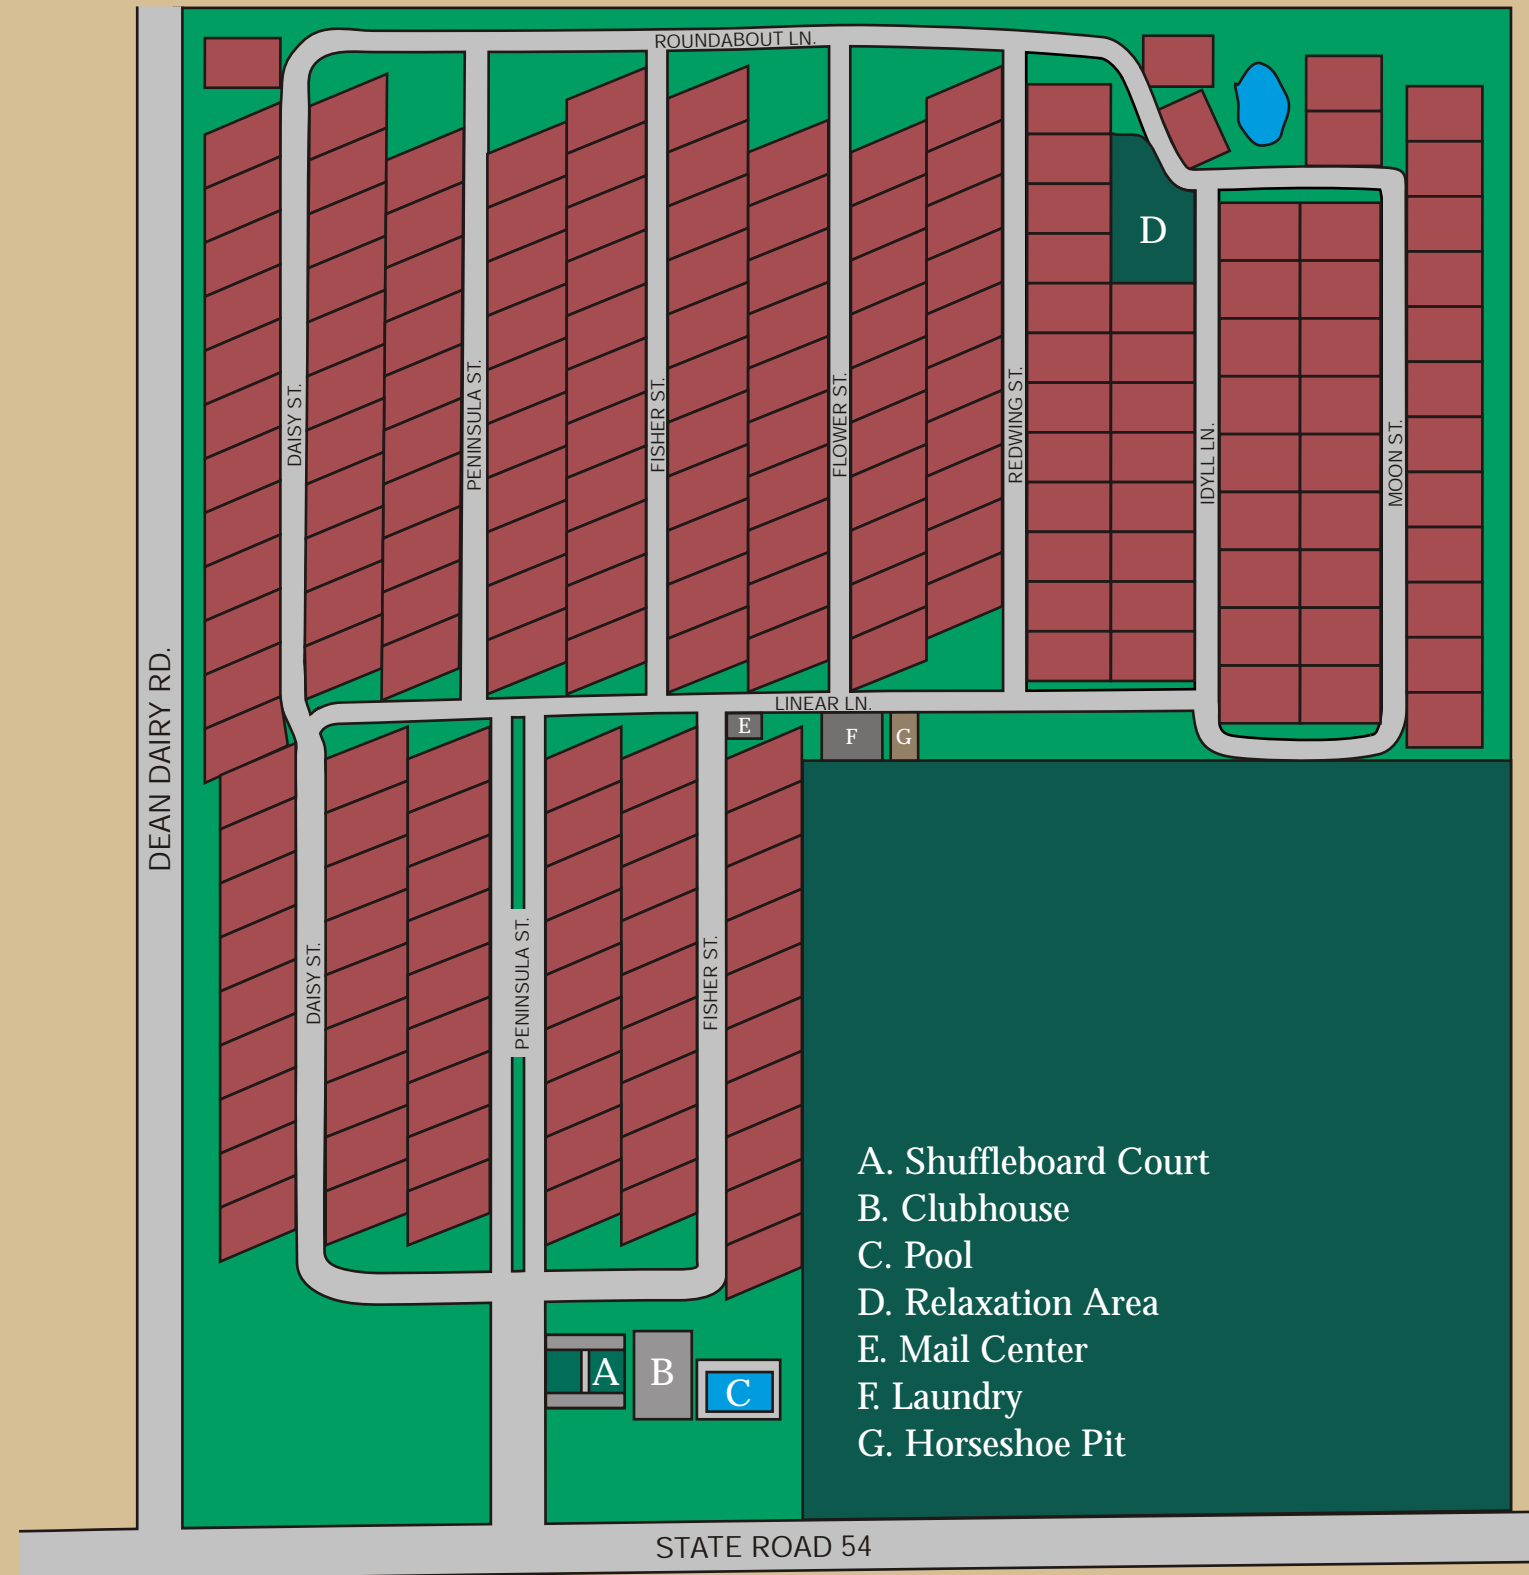 ROUNDABOUT LN.
D
DAISY ST.
PENINSULA ST.
FISHER ST.
FLOWER ST.
REDWING ST.
IDYLL LN.
MOON ST.
LINEAR LN.
E
F
G
DEAN DAIRY RD.
DAISY ST.
PENINSULA ST.
FISHER ST.
A. Shuffleboard Court
B. Clubhouse
C. Pool
D. Relaxation Area
E. Mail Center
F. Laundry
G. Horseshoe Pit
A
B
C
STATE ROAD 54